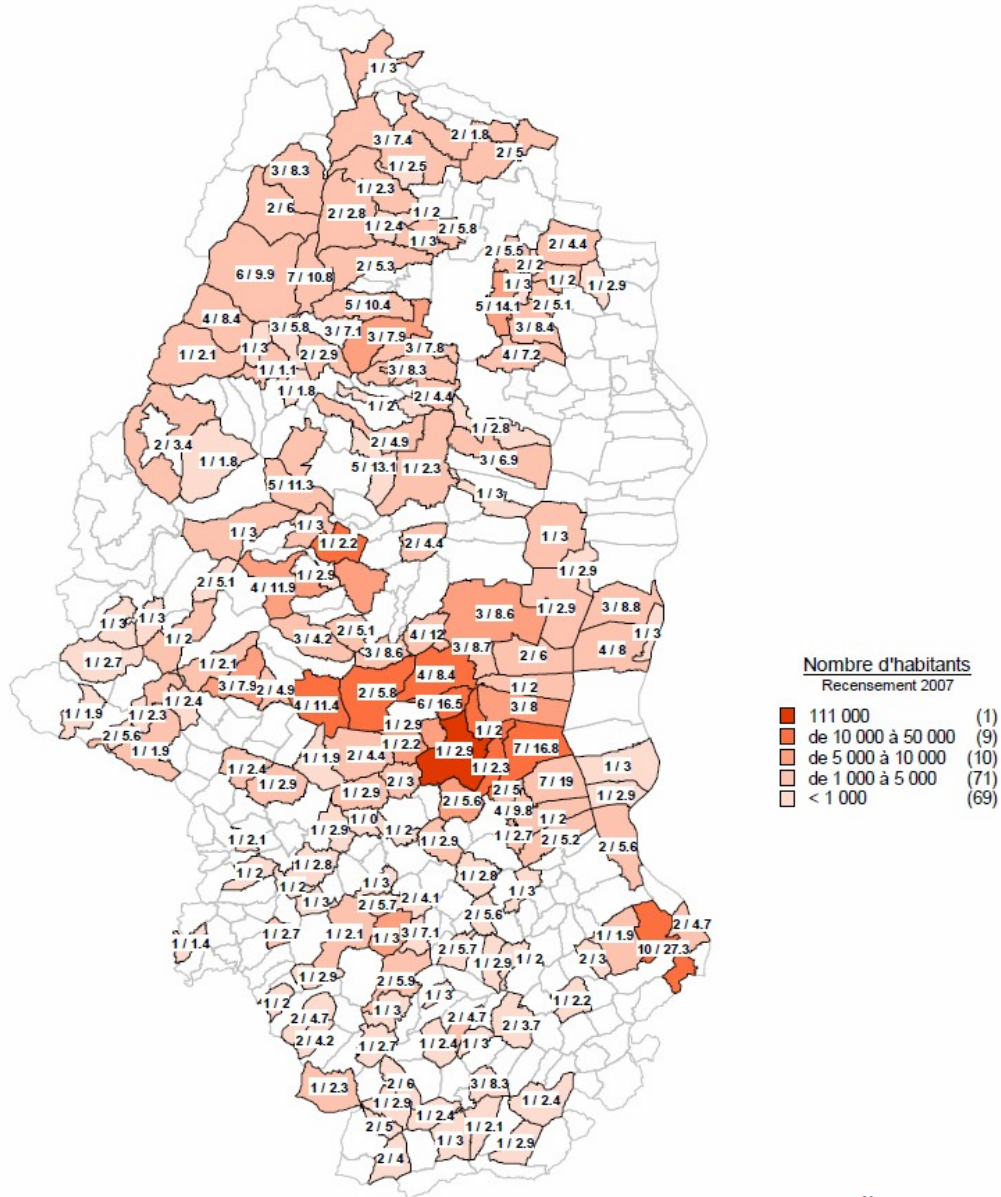 1 / 3
3 / 7.4
2 / 1.8
2 / 5
1 / 2.5
3 / 8.3
1 / 2.3
2 / 6
2 / 2.8
1 / 2
1 / 2.4
2 / 5.8
1 / 3
2 / 4.4
2 / 5.5
2 / 2
6 / 9.9
7 / 10.8
2 / 5.3
1 / 3
1 / 2
1 / 2.9
5 / 10.4
5 / 14.1
2 / 5.1
4 / 8.4
3 / 5.8
3 / 7.1
3 / 7.9
3 / 8.4
1 / 2.1
1 / 3
2 / 2.9
3 / 7.8
4 / 7.2
1 / 1.1
3 / 8.3
1 / 1.8
1 / 2
2 / 4.4
1 / 2.8
2 / 3.4
1 / 1.8
2 / 4.9
5 / 13.1
1 / 2.3
3 / 6.9
5 / 11.3
1 / 3
1 / 3
1 / 3
1 / 2.2
2 / 4.4
1 / 3
1 / 2.9
2 / 5.1
4 / 11.9
1 / 2.9
1 / 3
1 / 3
1 / 2
3 / 4.2
2 / 5.1
4 / 12
3 / 8.6
1 / 2.9
3 / 8.8
1 / 3
1 / 2.7
1 / 2.1
3 / 8.6
3 / 8.7
2 / 6
4 / 8
3 / 7.9
2 / 4.9
4 / 11.4
2 / 5.8
4 / 8.4
1 / 2
1 / 1.9
1 / 2.3
1 / 2.4
6 / 16.5
3 / 8
2 / 5.6
1 / 1.9
1 / 2.9
1 / 2
1 / 2.4
1 / 2.9
1 / 1.9
2 / 4.4
1 / 2.2
1 / 2.9
7 / 16.8
1 / 2.3
1 / 3
1 / 2.9
2 / 3
2 / 5
7 / 19
1 / 2.9
2 / 5.6
4 / 9.8
1 / 2
1 / 2.1
1 / 2.9
1 / 0
1 / 2
1 / 2.9
1 / 2.7
2 / 5.2
2 / 5.6
1 / 2
1 / 2.8
1 / 2
1 / 3
1 / 3
2 / 5.7
2 / 4.1
1 / 2.8
1 / 3
1 / 1.4
1 / 2.7
1 / 2.1
1 / 3
3 / 7.1
2 / 5.6
1 / 1.9
2 / 4.7
10 / 27.3
2 / 5.7
1 / 2.9
1 / 2
2 / 3
1 / 2.9
2 / 5.9
1 / 2
2 / 4.7
1 / 3
1 / 3
1 / 2.2
2 / 4.2
1 / 2.7
2 / 4.7
1 / 2.4
1 / 3
2 / 3.7
1 / 2.3
2 / 6
1 / 2.9
3 / 8.3
1 / 2.4
1 / 2.4
2 / 5
1 / 2.1
1 / 3
1 / 2.9
2 / 4
Nombre d'habitants
Recensement 2007
111 000 (1)
de 10 000 à 50 000 (9)
de 5 000 à 10 000 (10)
de 1 000 à 5 000 (71)
< 1 000 (69)